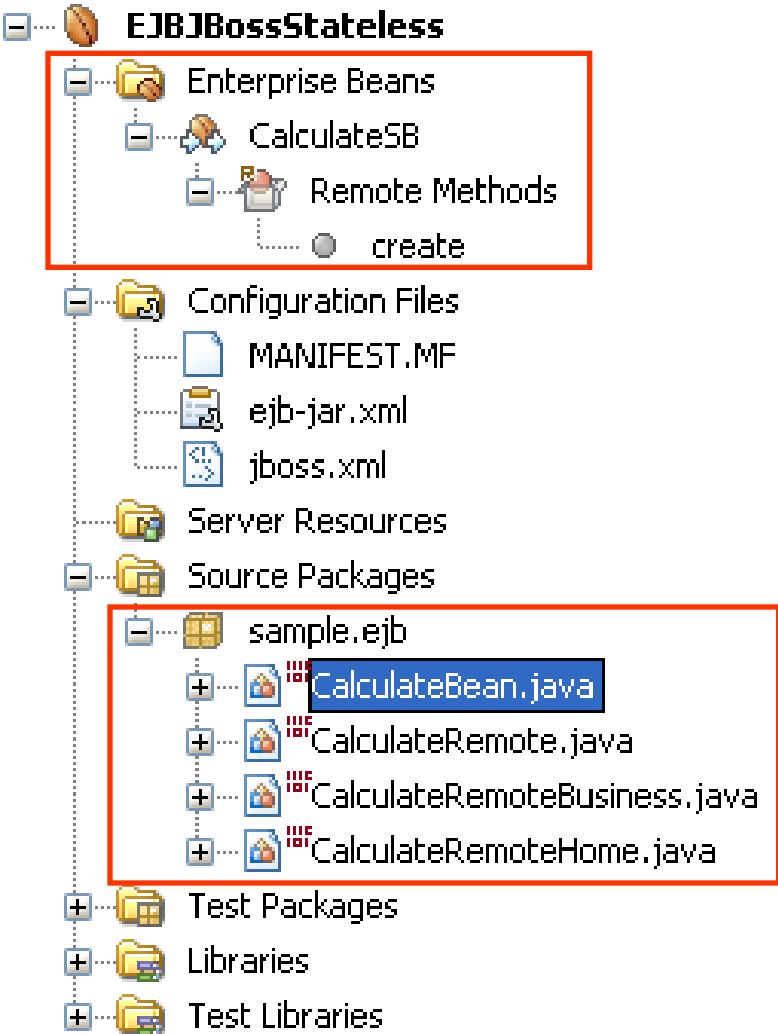 EJBJBossStateless
Enterprise Beans
CalculateSB
Remote Methods
create
Configuration Files
MANIFEST.MF
ejb-jar.xml
jboss.xml
Server Resources
Source Packages
sample.ejb
CalculateBean.java
CalculateRemote.java
CalculateRemoteBusiness.java
CalculateRemoteHome.java
Test Packages
Libraries
Test Libraries